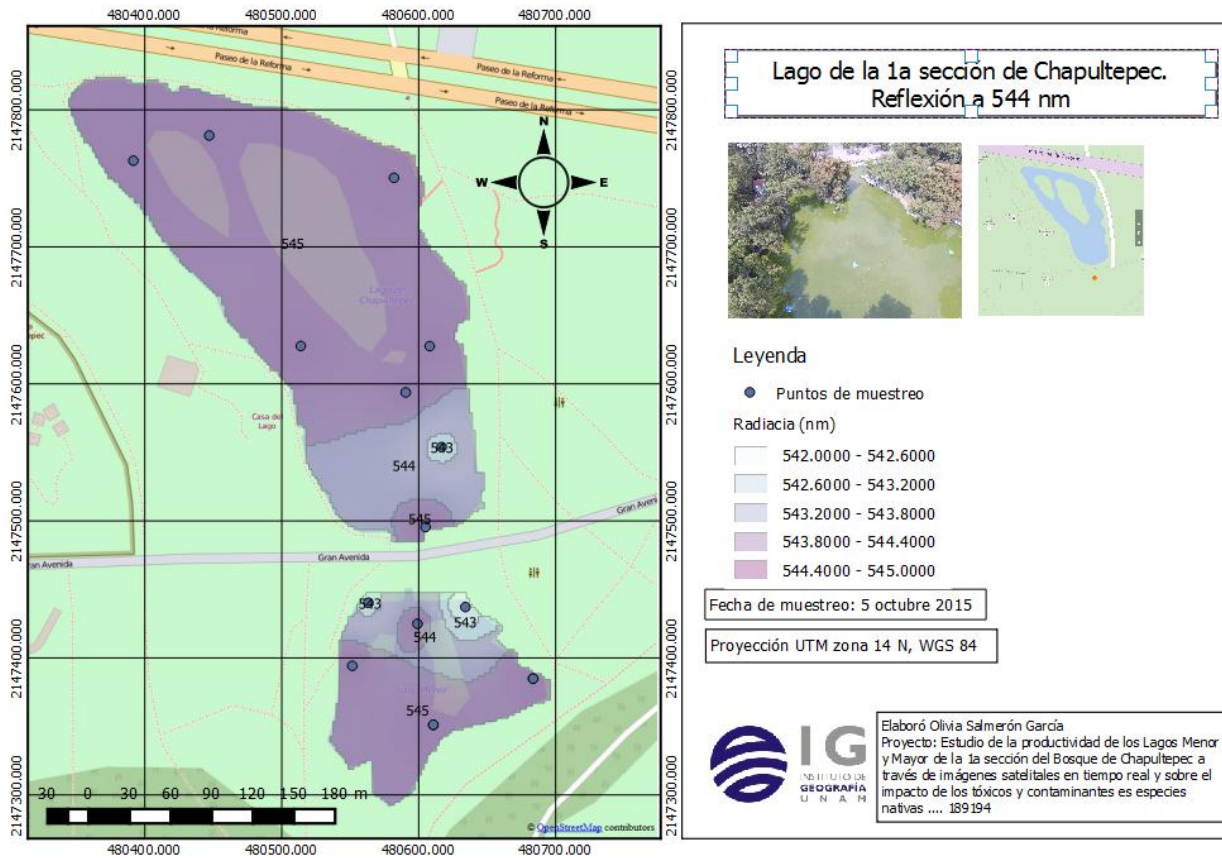 480400.000 480500.000 480600.000 480700.000
Paseo de la Reforma
Paseo de la Reforma
Paseo de la Reforma
Paseo de la Reforma
2147800.000
2147700.000
2147600.000
2147500.000
2147400.000
2147300.000
N
W E
S
545
Lago de
Chapultepec
tepec
Casa del
Lago
543
544
545
Gran Avenida
Gran Avenida
Gran Avenida
543
543
544
Lago Menor
545
30 0 30 60 90 120 150 180 m
© OpenStreetMap contributors
2147800.000
2147700.000
2147600.000
2147500.000
2147400.000
2147300.000
480400.000 480500.000 480600.000 480700.000
Lago de la 1a sección de Chapultepec.
Reflexión a 544 nm
Leyenda
Puntos de muestreo
Radiacia (nm)
542.0000 - 542.6000
542.6000 - 543.2000
543.2000 - 543.8000
543.8000 - 544.4000
544.4000 - 545.0000
Fecha de muestreo: 5 octubre 2015
Proyección UTM zona 14 N, WGS 84
IG
INSTITUTO DE
GEOGRAFÍA
UNAM
Elaboró Olivia Salmerón García
Proyecto: Estudio de la productividad de los Lagos Menor
y Mayor de la 1a sección del Bosque de Chapultepec a
través de imágenes satelitales en tiempo real y sobre el
impacto de los tóxicos y contaminantes es especies
nativas .... 189194